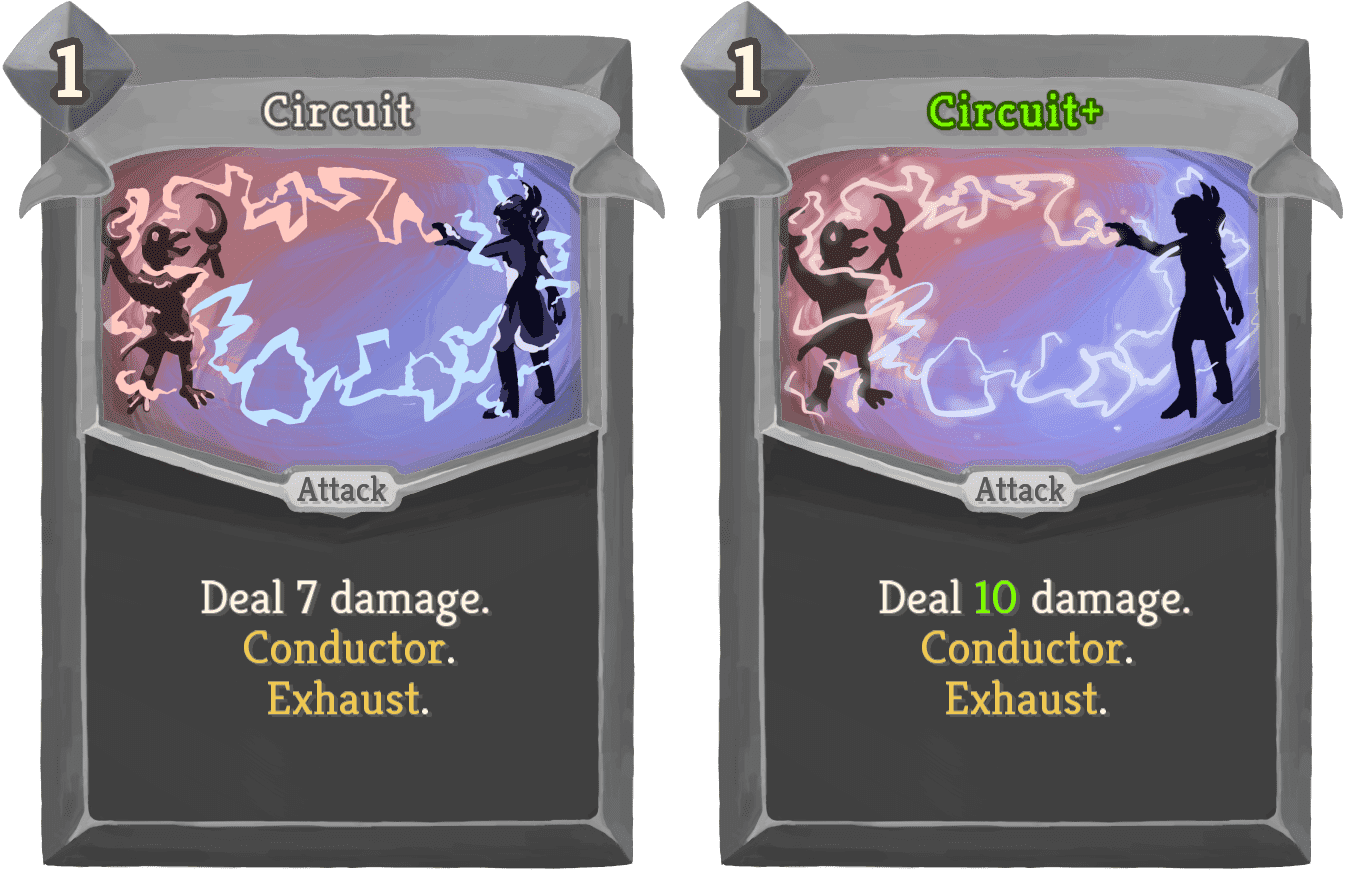 1
Circuit
Attack
Deal 7 damage.
Conductor.
Exhaust.
1
Circuit+
Attack
Deal 10 damage.
Conductor.
Exhaust.